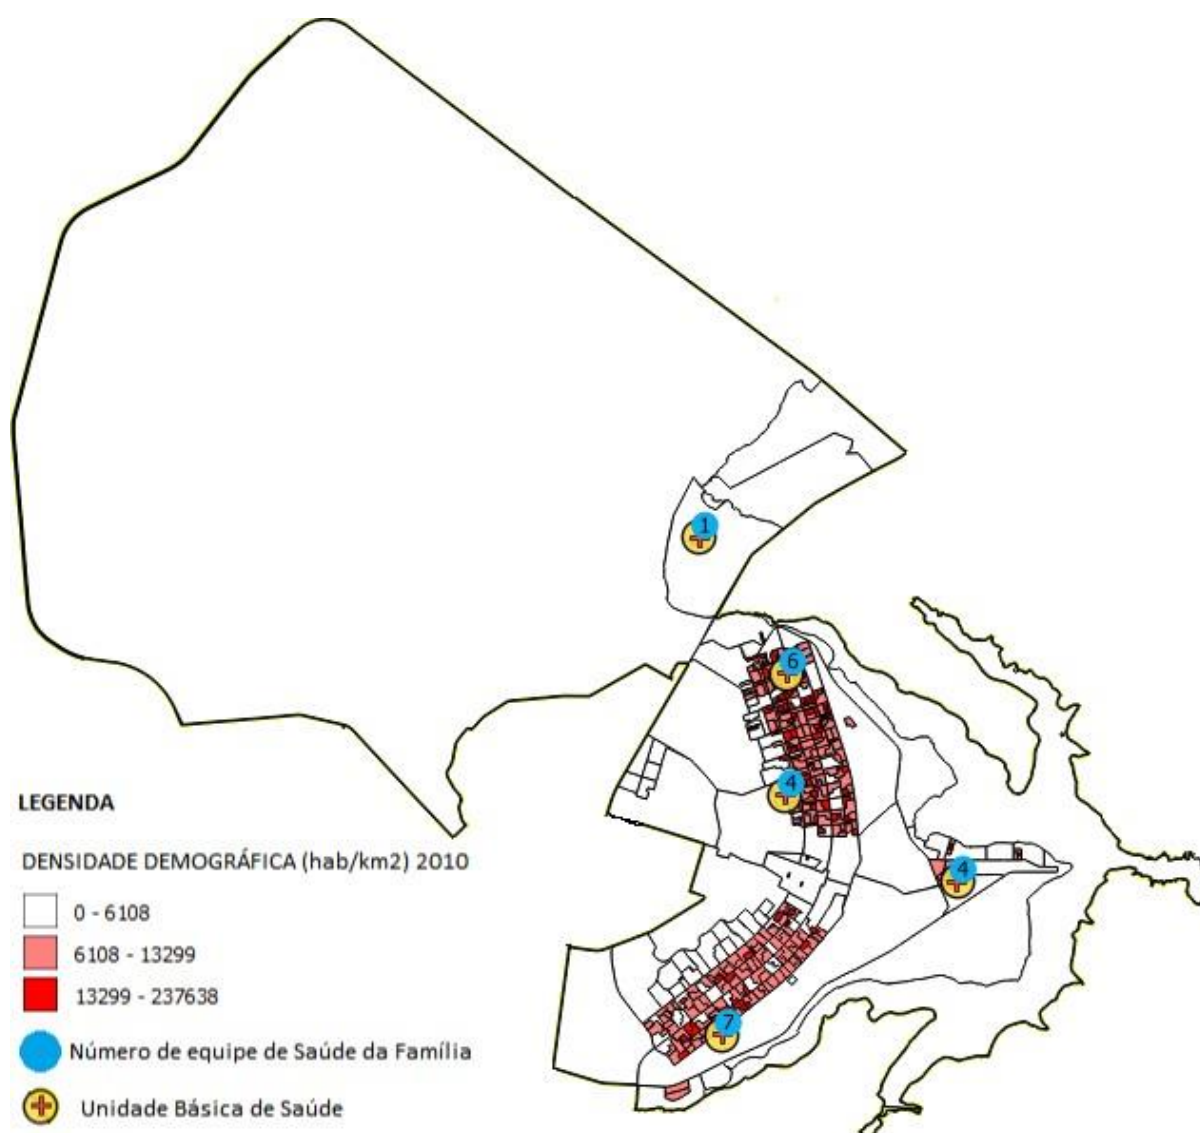 1
6
4
4
7
LEGENDA
DENSIDADE DEMOGRÁFICA (hab/km2) 2010
0 - 6108
6108 - 13299
13299 - 237638
Número de equipe de Saúde da Família
Unidade Básica de Saúde